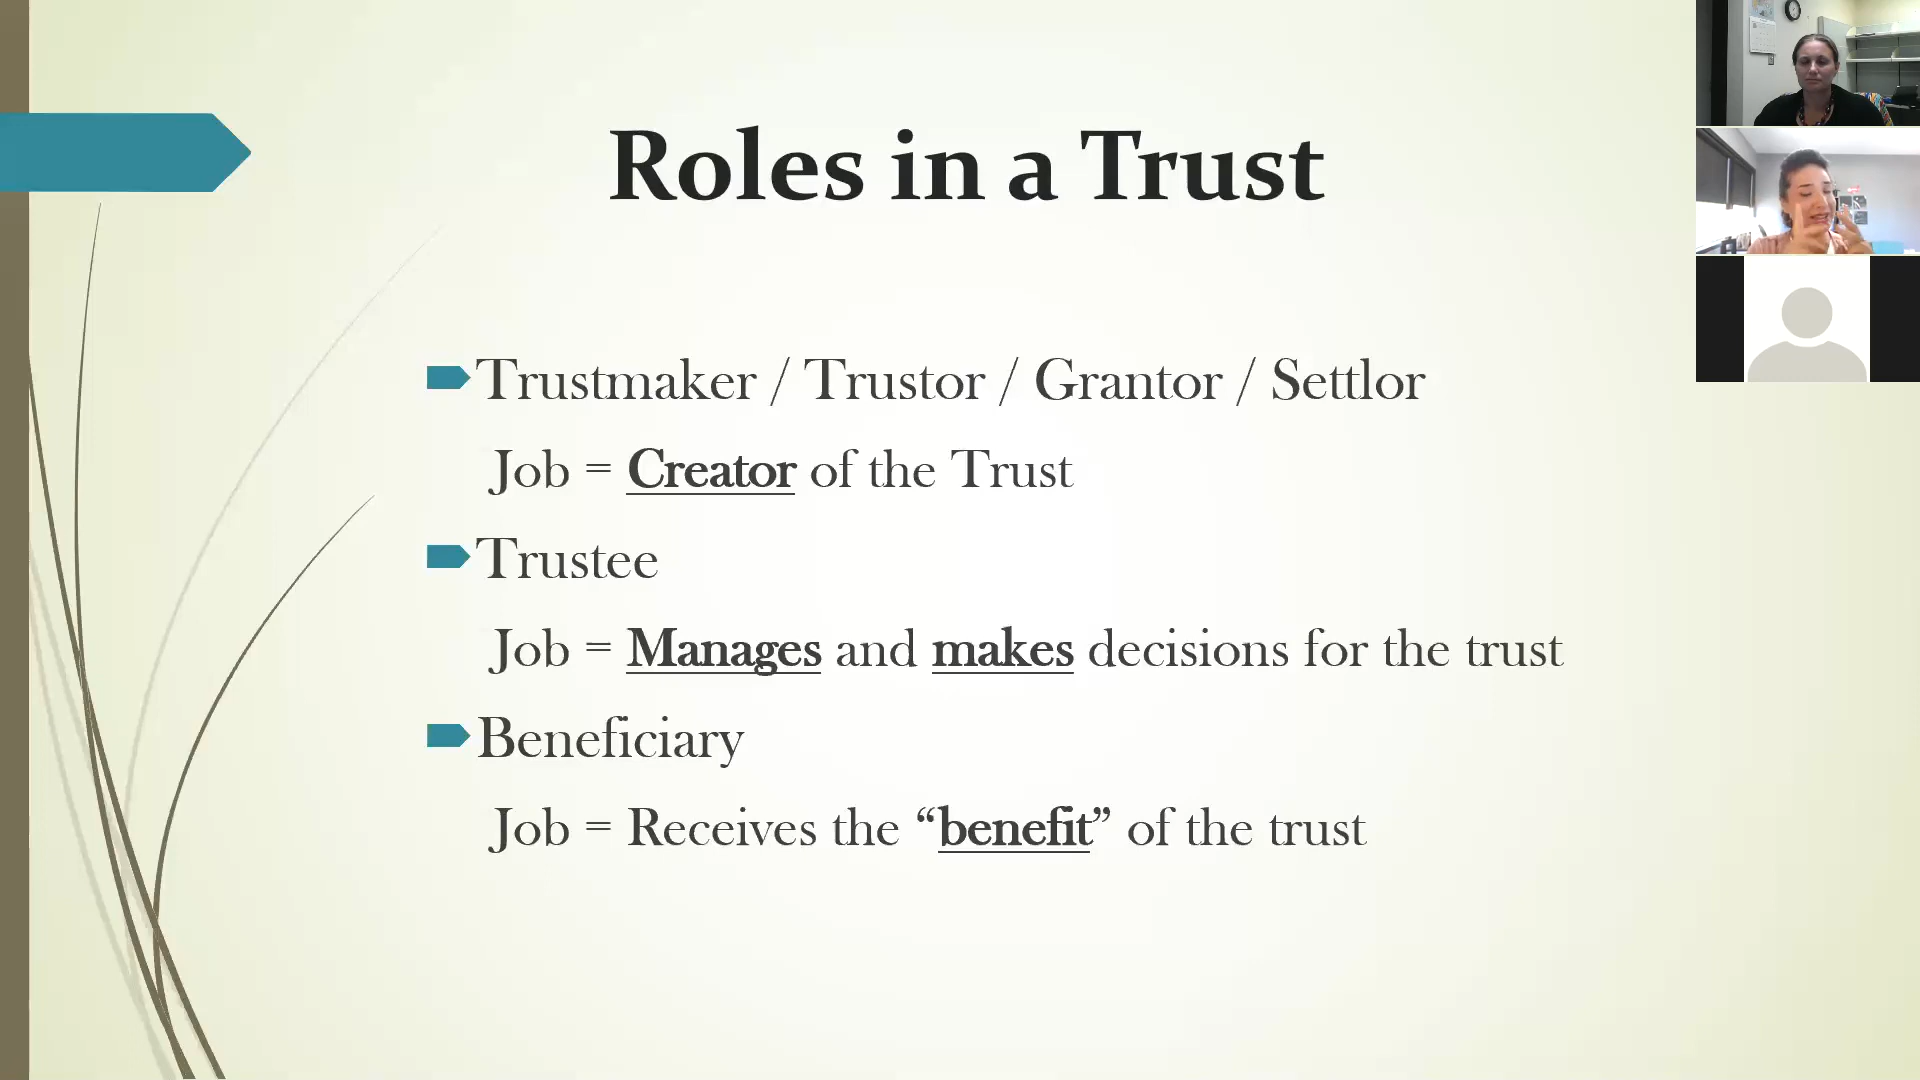 Roles in a Trust
Trustmaker / Trustor / Grantor / Settlor
Job = Creator of the Trust
Trustee
Job = Manages and makes decisions for the trust
Beneficiary
Job = Receives the “benefit” of the trust